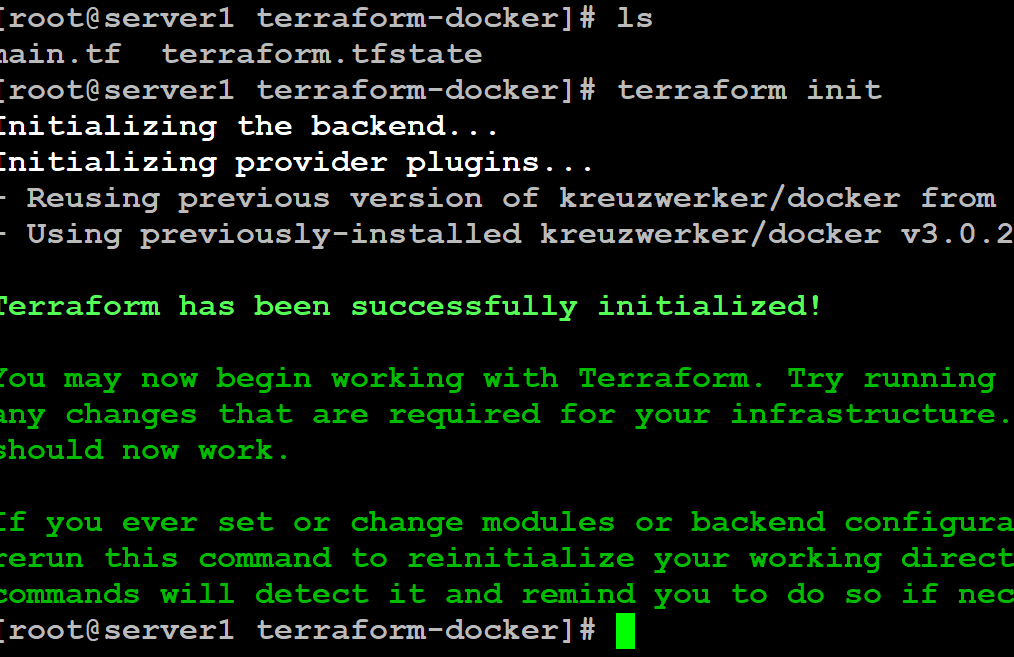 [root@server1 terraform-docker]# ls
main.tf  terraform.tfstate
[root@server1 terraform-docker]# terraform init
Initializing the backend...
Initializing provider plugins...
- Reusing previous version of kreuzwerker/docker from
- Using previously-installed kreuzwerker/docker v3.0.2
Terraform has been successfully initialized!
You may now begin working with Terraform. Try running
any changes that are required for your infrastructure.
should now work.
If you ever set or change modules or backend configura
rerun this command to reinitialize your working direct
commands will detect it and remind you to do so if nec
[root@server1 terraform-docker]#